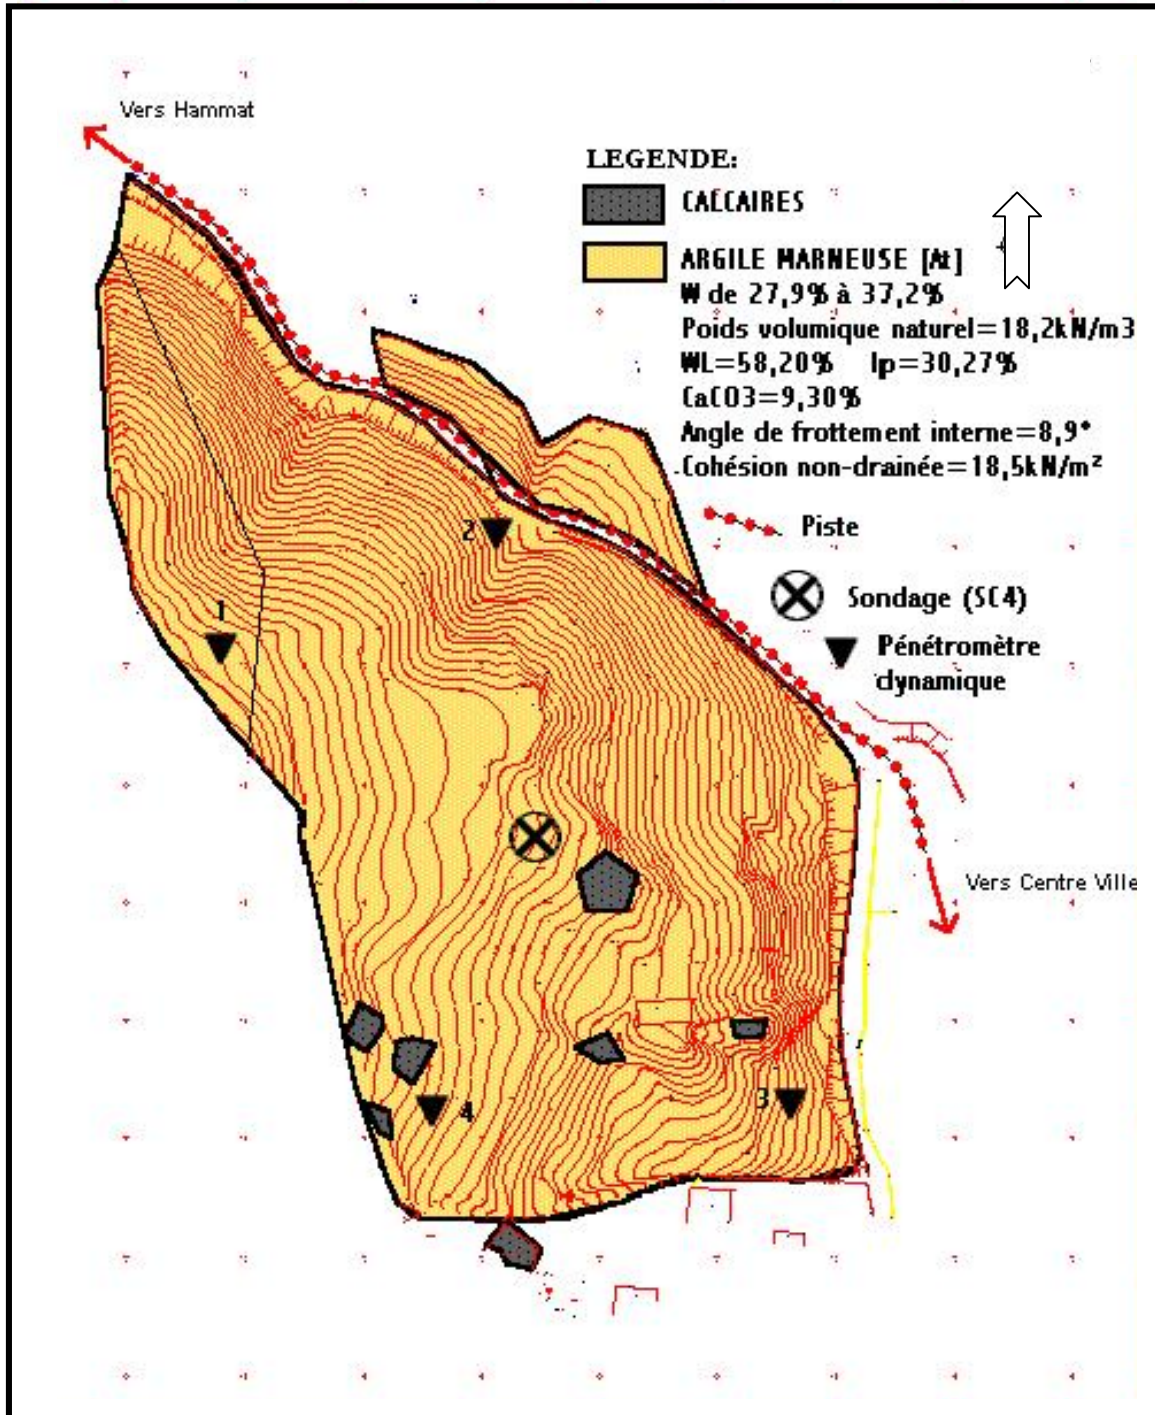 Vers Hammat
LEGENDE:
CALCAIRES
ARGILE MARNEUSE [At]
W de 27,9% à 37,2%
Poids volumique naturel=18,2kN/m3
WL=58,20% Ip=30,27%
CaCO3=9,30%
Angle de frottement interne=8,9°
Cohésion non-drainée=18,5kN/m²
Piste
Sondage (SC4)
Pénétromètre
dynamique
2
1
Vers Centre Ville
3
4